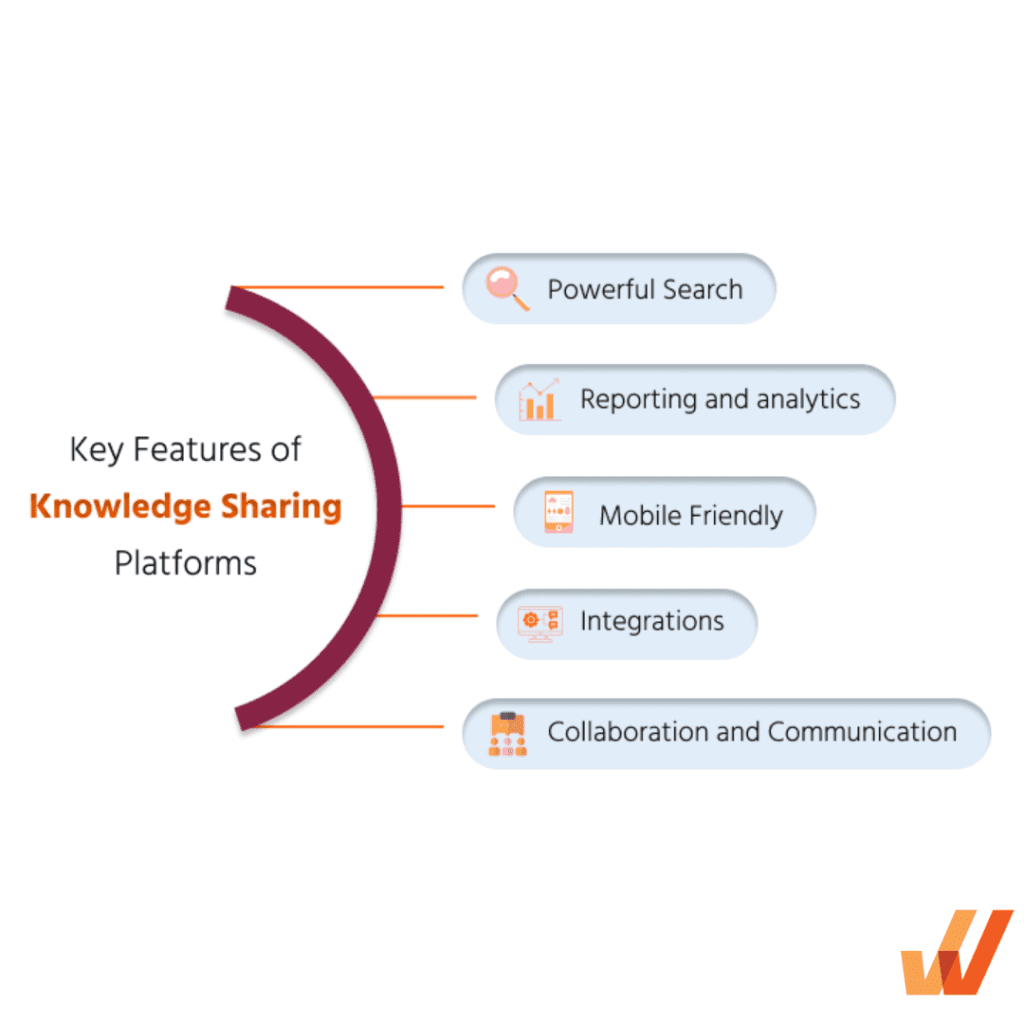 Key Features of
Knowledge Sharing
Platforms
Powerful Search
Reporting and analytics
Mobile Friendly
Integrations
Collaboration and Communication